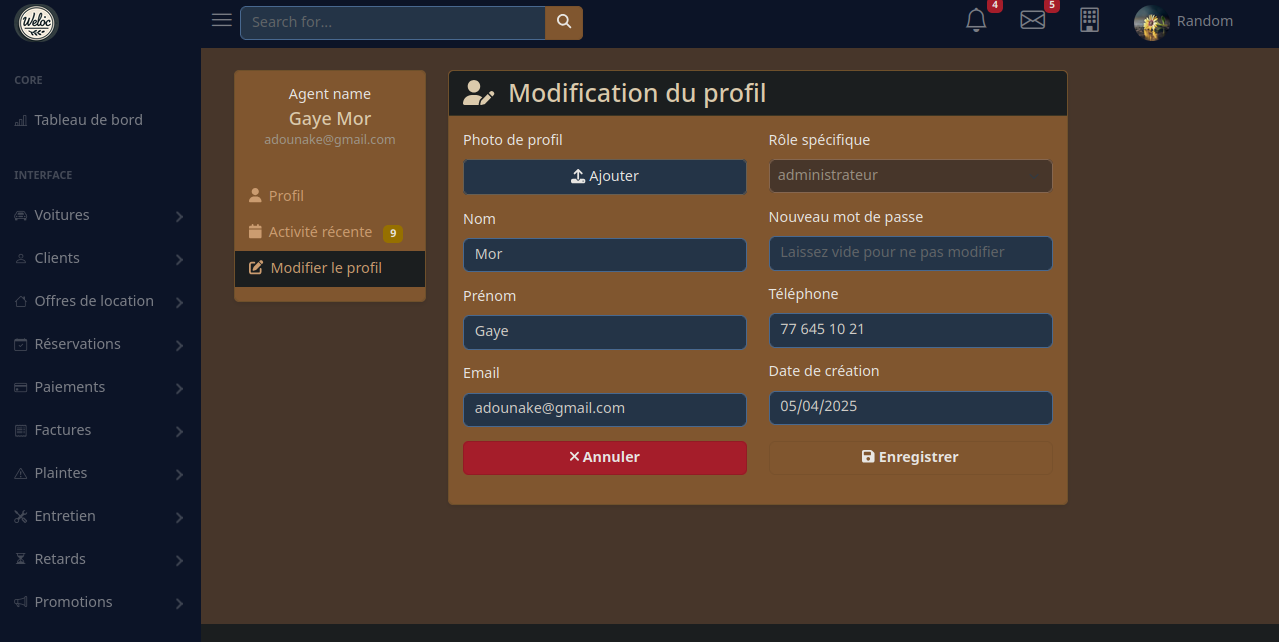 Weloc
Search for...
4
5
Random
CORE
Tableau de bord
INTERFACE
Voitures
Clients
Offres de location
Réservations
Paiements
Factures
Plaintes
Entretien
Retards
Promotions
Agent name
Gaye Mor
adounake@gmail.com
Profil
Activité récente 9
Modifier le profil
Modification du profil
Photo de profil
Ajouter
Nom
Mor
Prénom
Gaye
Email
adounake@gmail.com
Annuler
Rôle spécifique
administrateur
Nouveau mot de passe
Laissez vide pour ne pas modifier
Téléphone
77 645 10 21
Date de création
05/04/2025
Enregistrer